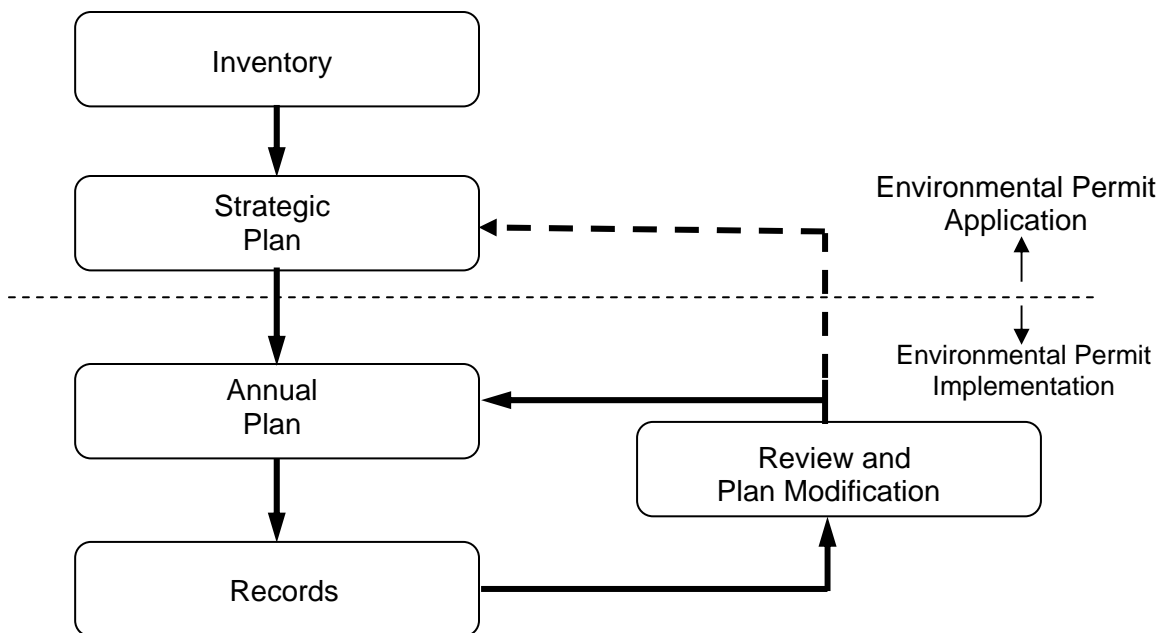 Inventory
Strategic
Plan
Environmental Permit
Application
Environmental Permit
Implementation
Annual
Plan
Review and
Plan Modification
Records